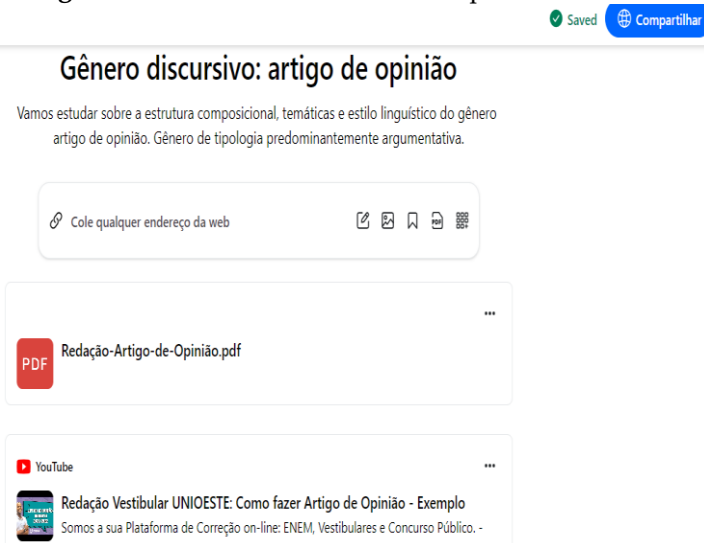 Saved
Compartilhar
Gênero discursivo: artigo de opinião
Vamos estudar sobre a estrutura composicional, temáticas e estilo linguístico do gênero
artigo de opinião. Gênero de tipologia predominantemente argumentativa.
Cole qualquer endereço da web
PDF
PDF
Redação-Artigo-de-Opinião.pdf
YouTube
Redação Vestibular UNIOESTE: Como fazer Artigo de Opinião - Exemplo
Somos a sua Plataforma de Correção on-line: ENEM, Vestibulares e Concurso Público. -